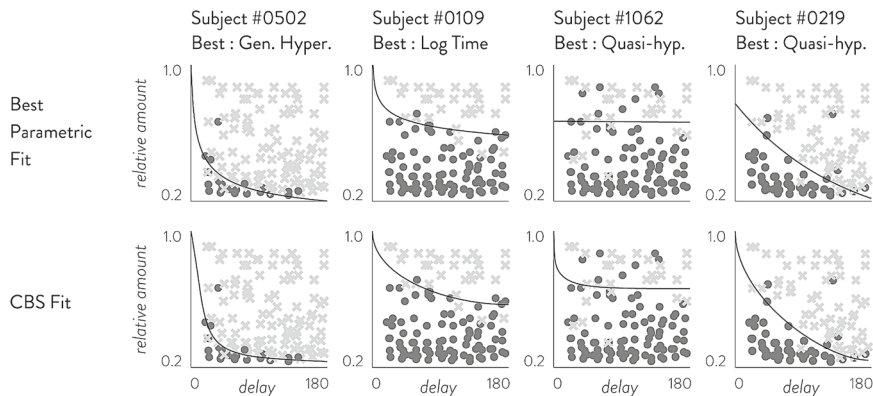 Subject #0502
Best : Gen. Hyper.
Subject #0109
Best : Log Time
Subject #1062
Best : Quasi-hyp.
Subject #0219
Best : Quasi-hyp.
Best
Parametric
Fit
relative amount
1.0
0.2
1.0
0.2
1.0
0.2
1.0
0.2
CBS Fit
relative amount
1.0
0.2
1.0
0.2
1.0
0.2
1.0
0.2
0 delay 180
0 delay 180
0 delay 180
0 delay 180